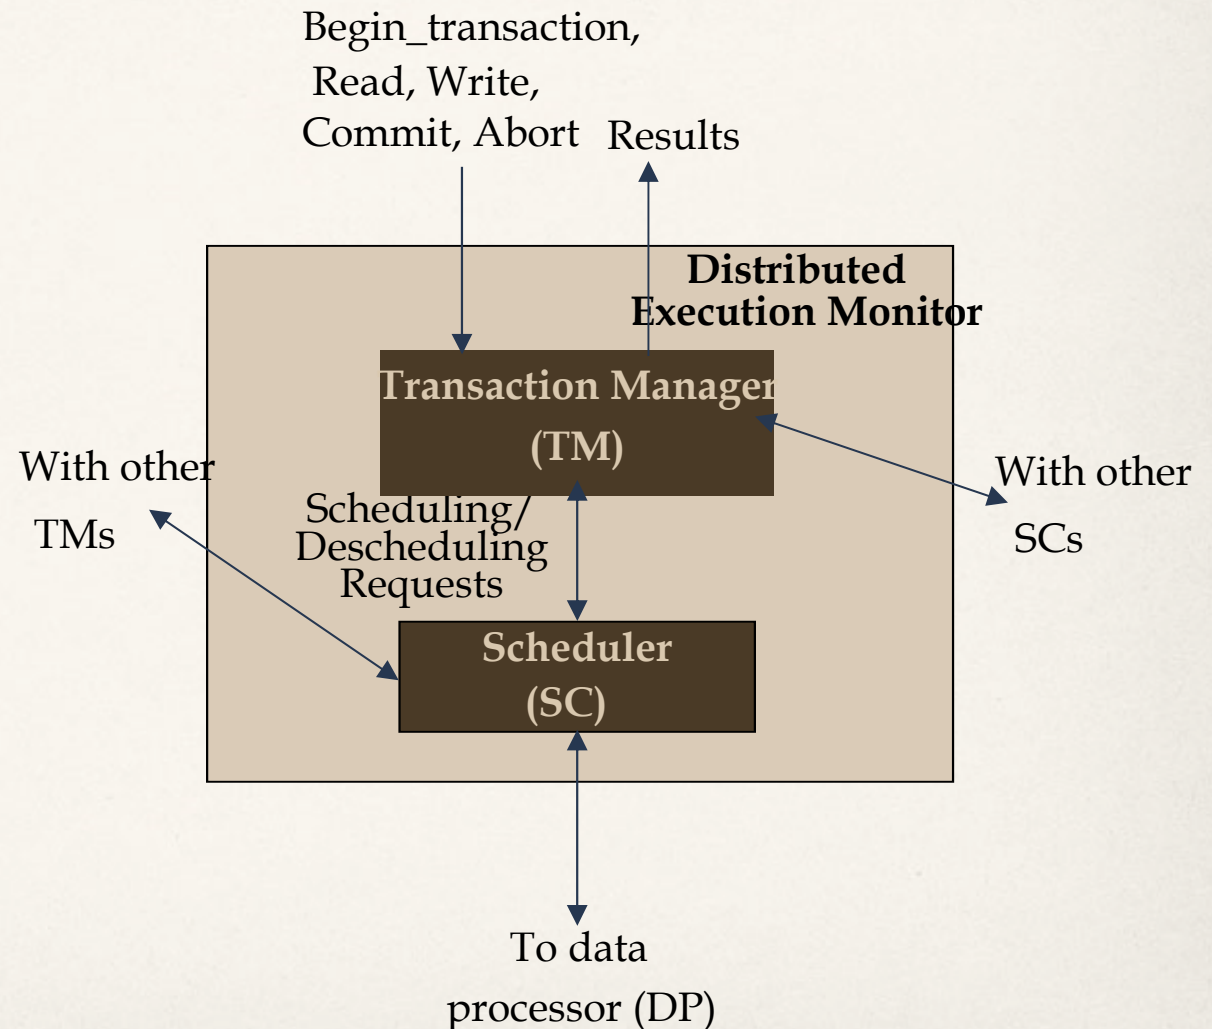 Begin_transaction,
Read, Write,
Commit, Abort
Results
Distributed
Execution Monitor
Transaction Manager
(TM)
With other
TMs
With other
SCs
Scheduling/
Descheduling
Requests
Scheduler
(SC)
To data
processor (DP)